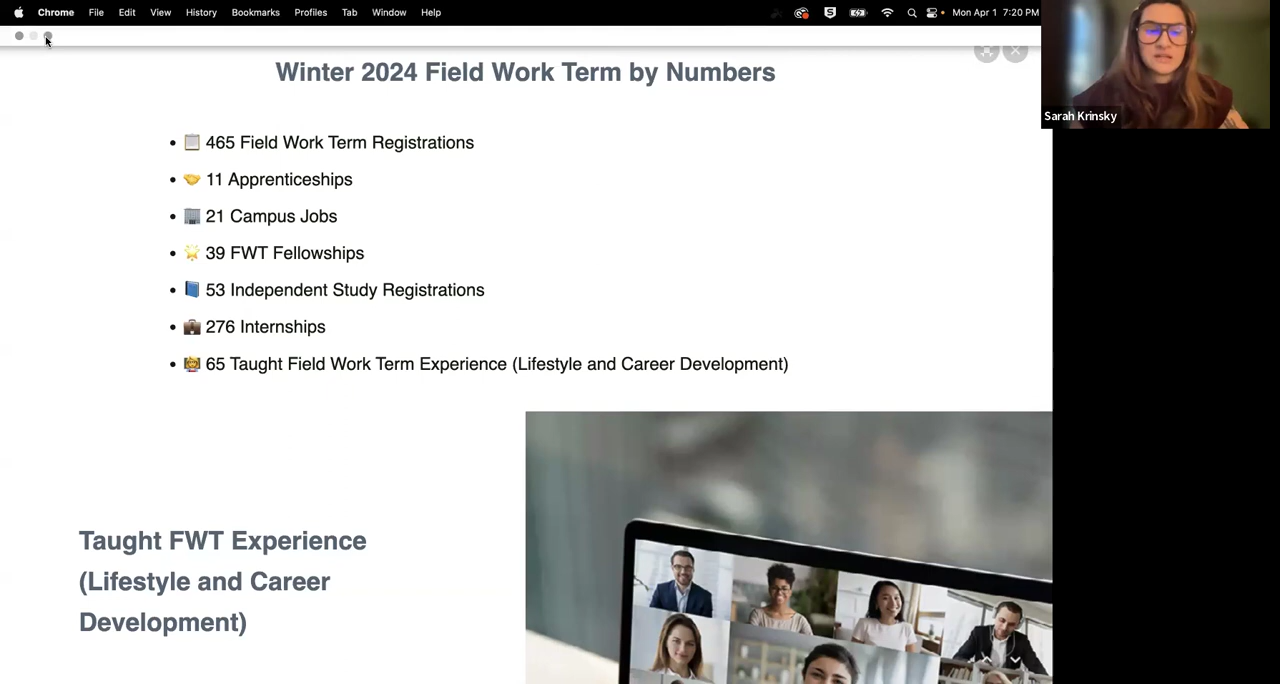 Chrome File Edit View History Bookmarks Profiles Tab Window Help Mon Apr 1 7:20 PM
Winter 2024 Field Work Term by Numbers
Sarah Krinsky
• 465 Field Work Term Registrations
• 11 Apprenticeships
• 21 Campus Jobs
• 39 FWT Fellowships
• 53 Independent Study Registrations
• 276 Internships
• 65 Taught Field Work Term Experience (Lifestyle and Career Development)
Taught FWT Experience
(Lifestyle and Career
Development)